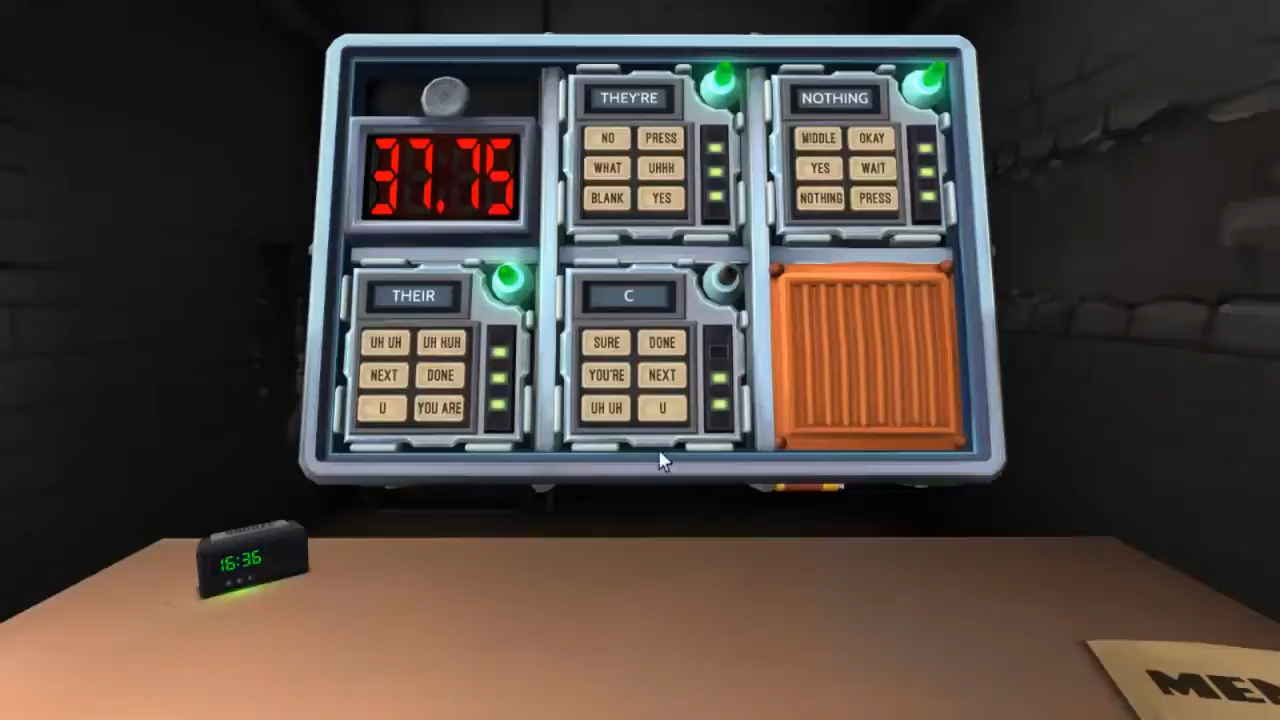 37.75
THEY'RE
NO PRESS
WHAT UHHH
BLANK YES
NOTHING
MIDDLE OKAY
YES WAIT
NOTHING PRESS
THEIR
UH UH UH HUH
NEXT DONE
U YOU ARE
C
SURE DONE
YOU'RE NEXT
UH UH U
16:36